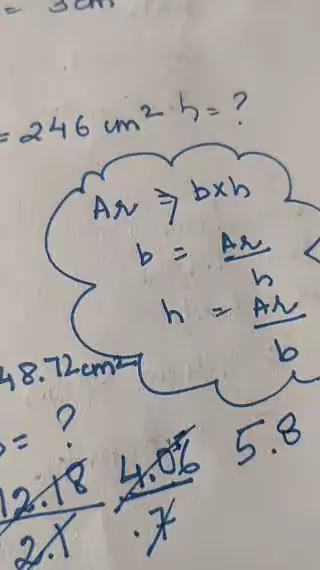 = 3cm
= 246 cm² h = ?
Ar ⇒ b×h
b = Ar/h
h = Ar/b
48.72cm²
= ?
12.18/2.1 4.06/.7 5.8